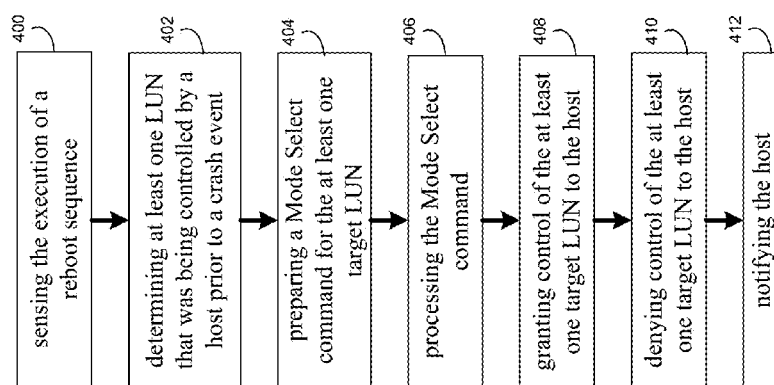 400
sensing the execution of a
reboot sequence
402
determining at least one LUN
that was being controlled by a
host prior to a crash event
404
preparing a Mode Select
command for the at least one
target LUN
406
processing the Mode Select
command
408
granting control of the at least
one target LUN to the host
410
denying control of the at least
one target LUN to the host
412
notifying the host